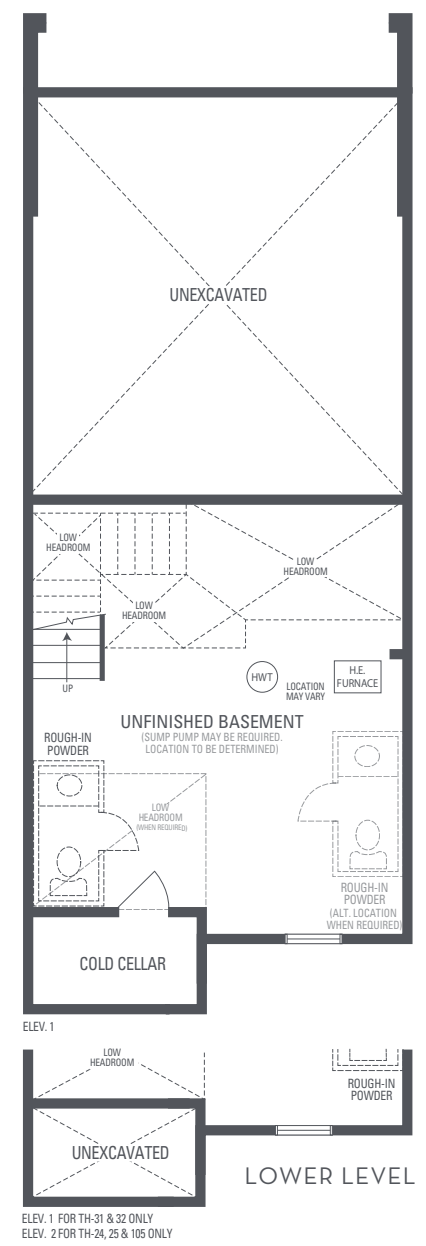 UNEXCAVATED
LOW
HEADROOM
LOW
HEADROOM
LOW
HEADROOM
UP
HWT
LOCATION
MAY VARY
H.E.
FURNACE
UNFINISHED BASEMENT
(SUMP PUMP MAY BE REQUIRED.
LOCATION TO BE DETERMINED)
ROUGH-IN
POWDER
LOW
HEADROOM
(WHEN REQUIRED)
ROUGH-IN
POWDER
(ALT. LOCATION
WHEN REQUIRED)
COLD CELLAR
ELEV. 1
LOW
HEADROOM
ROUGH-IN
POWDER
UNEXCAVATED
LOWER LEVEL
ELEV. 1 FOR TH-31 & 32 ONLY
ELEV. 2 FOR TH-24, 25 & 105 ONLY